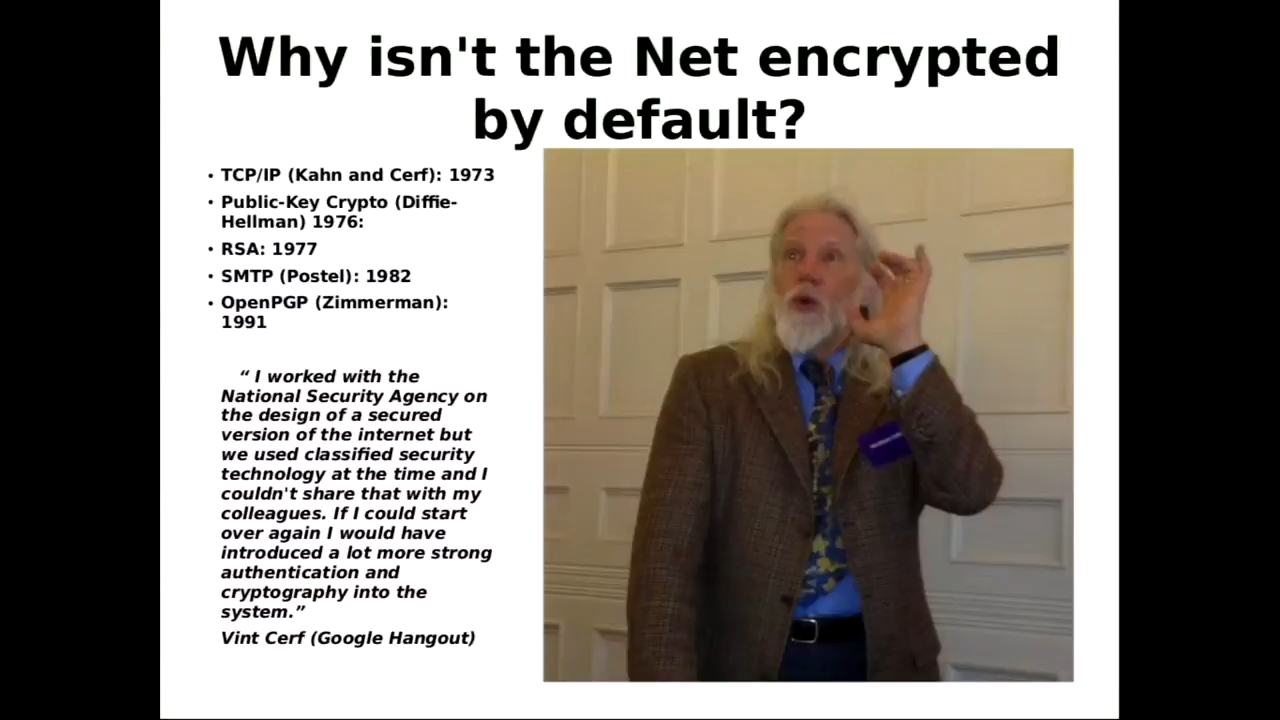 Why isn't the Net encrypted
by default?
• TCP/IP (Kahn and Cerf): 1973
• Public-Key Crypto (Diffie-
Hellman) 1976:
• RSA: 1977
• SMTP (Postel): 1982
• OpenPGP (Zimmerman):
1991
“ I worked with the
National Security Agency on
the design of a secured
version of the internet but
we used classified security
technology at the time and I
couldn't share that with my
colleagues. If I could start
over again I would have
introduced a lot more strong
authentication and
cryptography into the
system.”
Vint Cerf (Google Hangout)